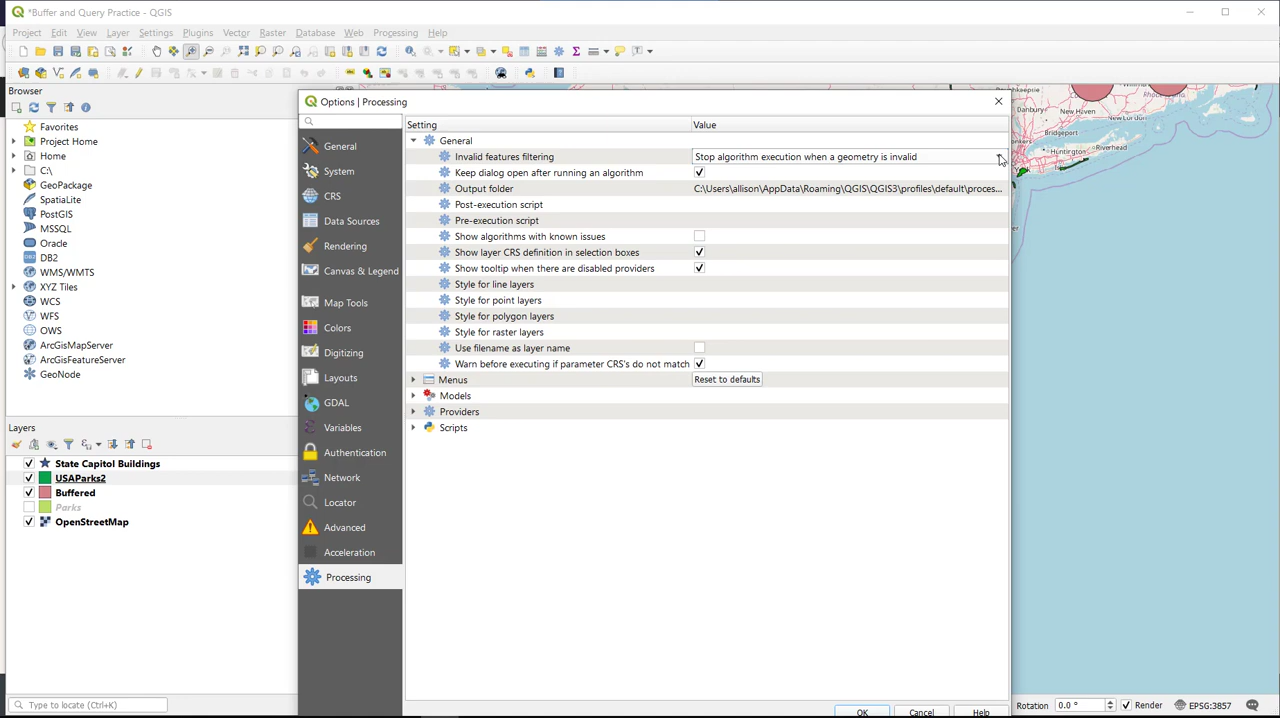 *Buffer and Query Practice - QGIS
Project Edit View Layer Settings Plugins Vector Raster Database Web Processing Help
Browser
Favorites
Project Home
Home
C:\
GeoPackage
SpatiaLite
PostGIS
MSSQL
Oracle
DB2
WMS/WMTS
XYZ Tiles
WCS
WFS
OWS
ArcGisMapServer
ArcGisFeatureServer
GeoNode
Layers
State Capitol Buildings
USAParks2
Buffered
Parks
OpenStreetMap
Type to locate (Ctrl+K)
Options | Processing
General
System
CRS
Data Sources
Rendering
Canvas & Legend
Map Tools
Colors
Digitizing
Layouts
GDAL
Variables
Authentication
Network
Locator
Advanced
Acceleration
Processing
Setting Value
General
Invalid features filtering Stop algorithm execution when a geometry is invalid
Keep dialog open after running an algorithm
Output folder C:\Users\allison\AppData\Roaming\QGIS\QGIS3\profiles\default\proces...
Post-execution script
Pre-execution script
Show algorithms with known issues
Show layer CRS definition in selection boxes
Show tooltip when there are disabled providers
Style for line layers
Style for point layers
Style for polygon layers
Style for raster layers
Use filename as layer name
Warn before executing if parameter CRS's do not match
Menus Reset to defaults
Models
Providers
Scripts
OK Cancel Help
Danbury
New Haven
New London
Bridgeport
Huntington
Riverhead
Rotation 0.0 ° Render EPSG:3857